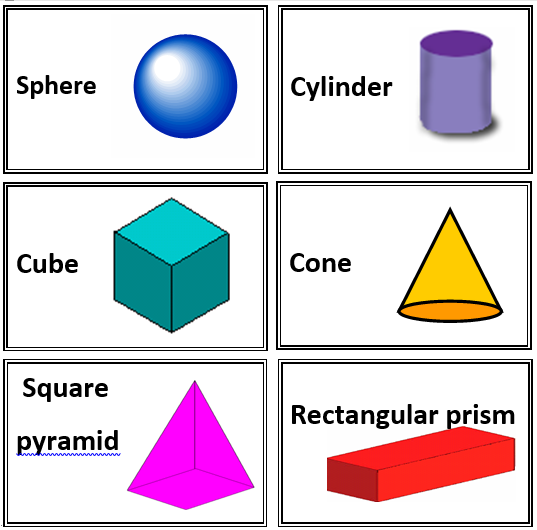 Sphere
Cylinder
Cube
Cone
Square
pyramid
Rectangular prism